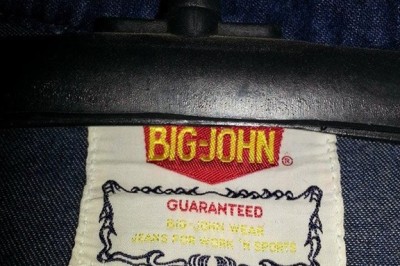 BIG-JOHN®
GUARANTEED
BIG-JOHN WEAR
JEANS FOR WORK 'N SPORTS